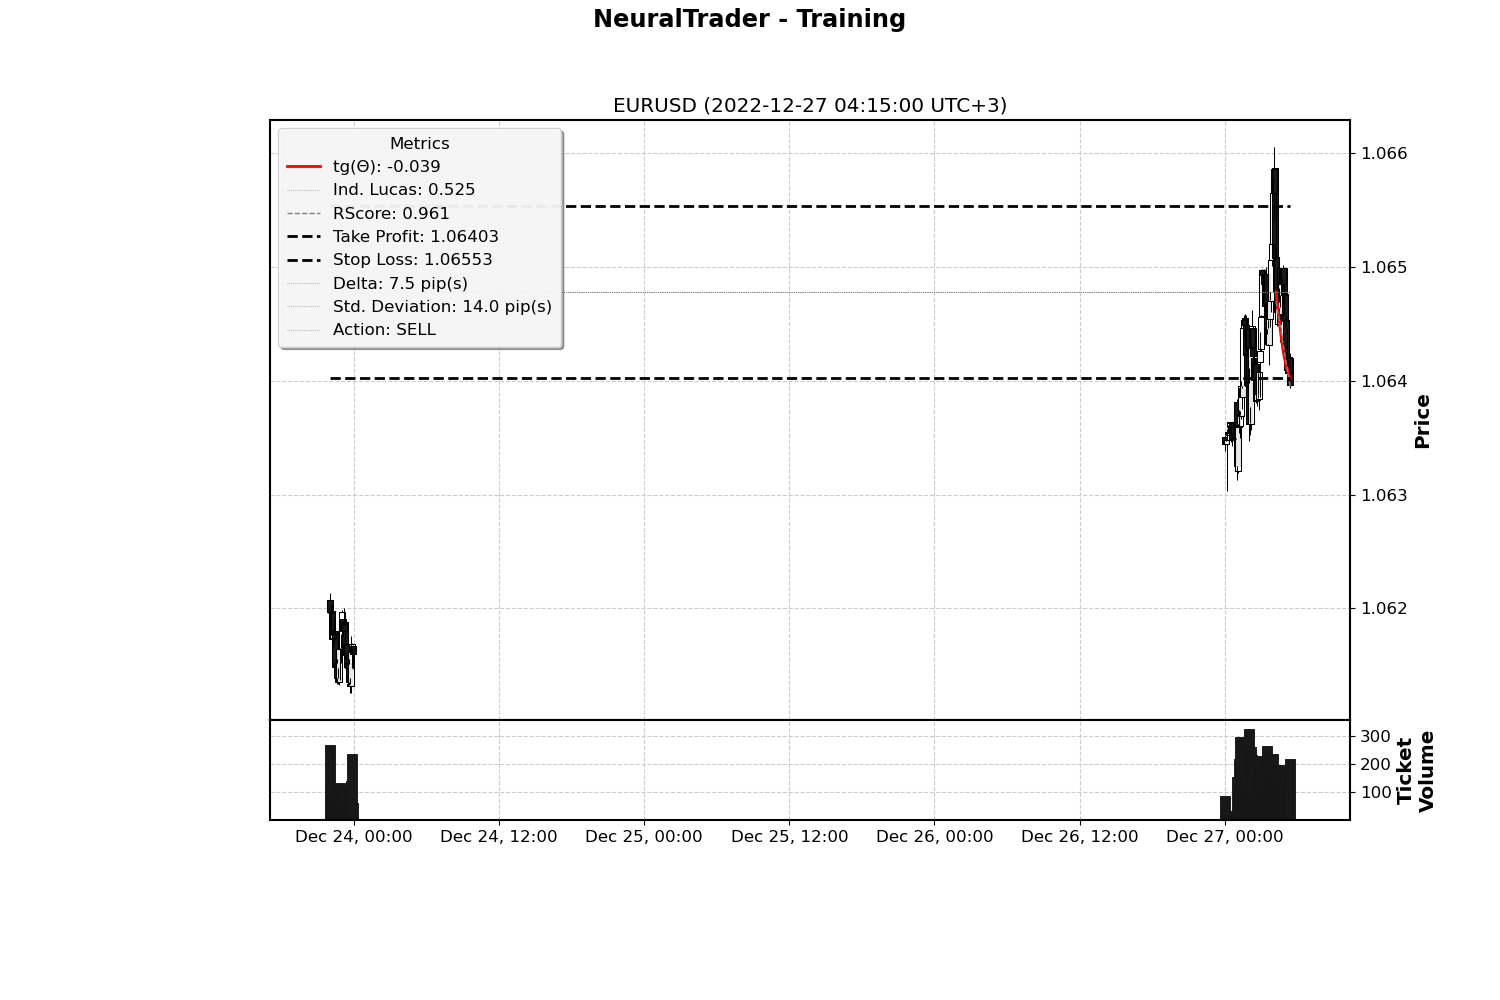 NeuralTrader - Training
EURUSD (2022-12-27 04:15:00 UTC+3)
Metrics
tg(Θ): -0.039
Ind. Lucas: 0.525
RScore: 0.961
Take Profit: 1.06403
Stop Loss: 1.06553
Delta: 7.5 pip(s)
Std. Deviation: 14.0 pip(s)
Action: SELL
1.066
1.065
1.064
1.063
1.062
Price
300
200
100
Ticket
Volume
Dec 24, 00:00 Dec 24, 12:00 Dec 25, 00:00 Dec 25, 12:00 Dec 26, 00:00 Dec 26, 12:00 Dec 27, 00:00